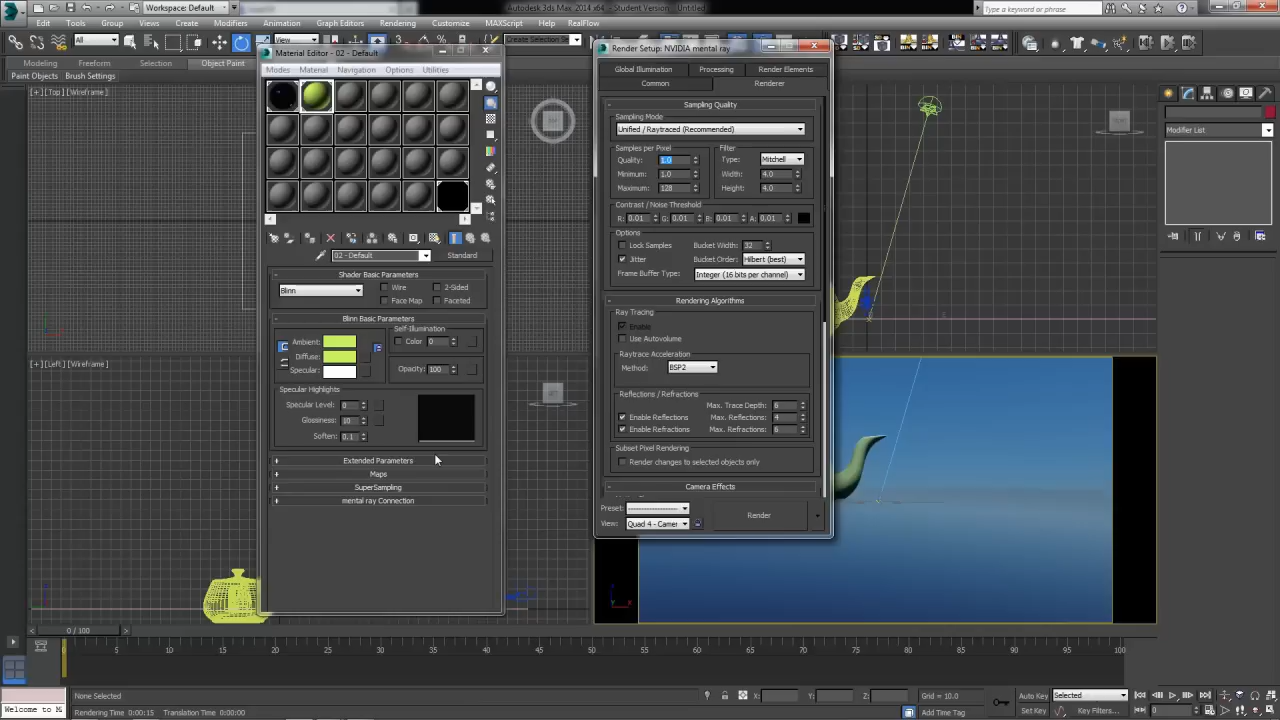 Workspace: Default
Autodesk 3ds Max 2014 x64 - Student Version Untitled
Type a keyword or phrase
Edit Tools Group Views Create Modifiers Animation Graph Editors Rendering Customize MAXScript Help RealFlow
All
View
Create Selection Se
Modeling Freeform Selection Object Paint
Paint Objects Brush Settings
[+] [Top] [Wireframe]
[+] [Left] [Wireframe]
Material Editor - 02 - Default
Modes Material Navigation Options Utilities
02 - Default
Standard
Shader Basic Parameters
Blinn
Wire 2-Sided
Face Map Faceted
Blinn Basic Parameters
Self-Illumination
Ambient: Color 0
Diffuse:
Specular: Opacity: 100
Specular Highlights
Specular Level: 0
Glossiness: 10
Soften: 0.1
Extended Parameters
Maps
SuperSampling
mental ray Connection
Render Setup: NVIDIA mental ray
Global Illumination Processing Render Elements
Common Renderer
Sampling Quality
Sampling Mode
Unified / Raytraced (Recommended)
Samples per Pixel Filter
Quality: 1.0 Type: Mitchell
Minimum: 1.0 Width: 4.0
Maximum: 128 Height: 4.0
Contrast / Noise Threshold
R: 0.01 G: 0.01 B: 0.01 A: 0.01
Options
Lock Samples Bucket Width: 32
Jitter Bucket Order: Hilbert (best)
Frame Buffer Type: Integer (16 bits per channel)
Rendering Algorithms
Ray Tracing
Enable
Use Autovolume
Raytrace Acceleration
Method: BSP2
Reflections / Refractions
Max. Trace Depth: 6
Enable Reflections Max. Reflections: 4
Enable Refractions Max. Refractions: 6
Subset Pixel Rendering
Render changes to selected objects only
Camera Effects
Preset:
View: Quad 4 - Camer
Render
Modifier List
0 / 100
0 5 10 15 20 25 30 35 40 45 50 55 60 65 70 75 80 85 90 95 100
None Selected X: Y: Z: Grid = 10.0 Auto Key Selected
Welcome to M
Rendering Time 0:00:15 Translation Time 0:00:00 Add Time Tag Set Key Key Filters... 0